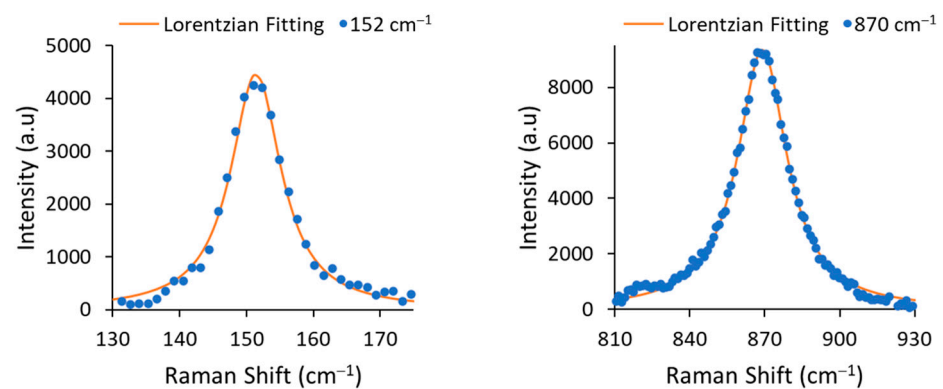 Lorentzian Fitting 152 cm⁻¹
5000
4000
3000
2000
1000
0
Intensity (a.u)
130 140 150 160 170
Raman Shift (cm⁻¹)
Lorentzian Fitting 870 cm⁻¹
8000
6000
4000
2000
0
Intensity (a.u)
810 840 870 900 930
Raman Shift (cm⁻¹)